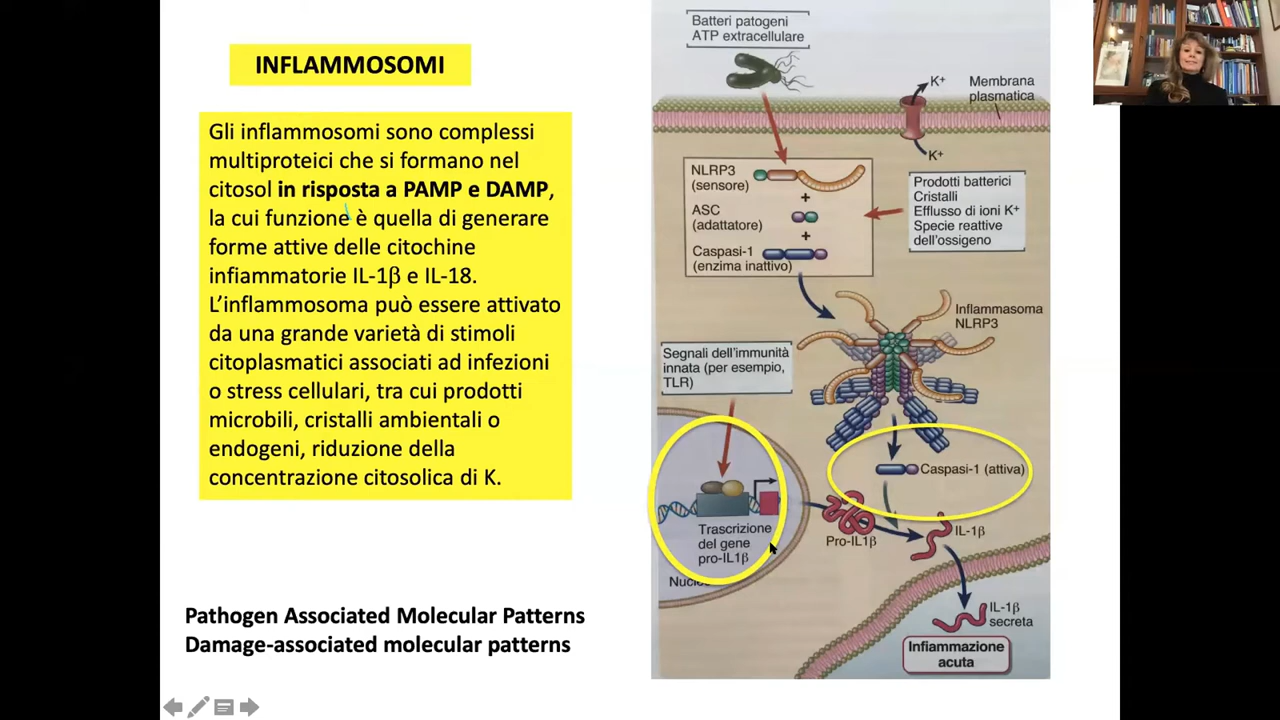 INFLAMMOSOMI
Gli inflammosomi sono complessi
multiproteici che si formano nel
citosol in risposta a PAMP e DAMP,
la cui funzione è quella di generare
forme attive delle citochine
infiammatorie IL-1β e IL-18.
L’inflammosoma può essere attivato
da una grande varietà di stimoli
citoplasmatici associati ad infezioni
o stress cellulari, tra cui prodotti
microbili, cristalli ambientali o
endogeni, riduzione della
concentrazione citosolica di K.
Pathogen Associated Molecular Patterns
Damage-associated molecular patterns
Batteri patogeni
ATP extracellulare
K+
Membrana
plasmatica
K+
NLRP3
(sensore)
+
ASC
(adattatore)
+
Caspasi-1
(enzima inattivo)
Prodotti batterici
Cristalli
Efflusso di ioni K+
Specie reattive
dell’ossigeno
Inflammasoma
NLRP3
Segnali dell’immunità
innata (per esempio,
TLR)
Caspasi-1 (attiva)
Trascrizione
del gene
pro-IL1β
Pro-IL1β
IL-1β
IL-1β
secreta
Infiammazione
acuta